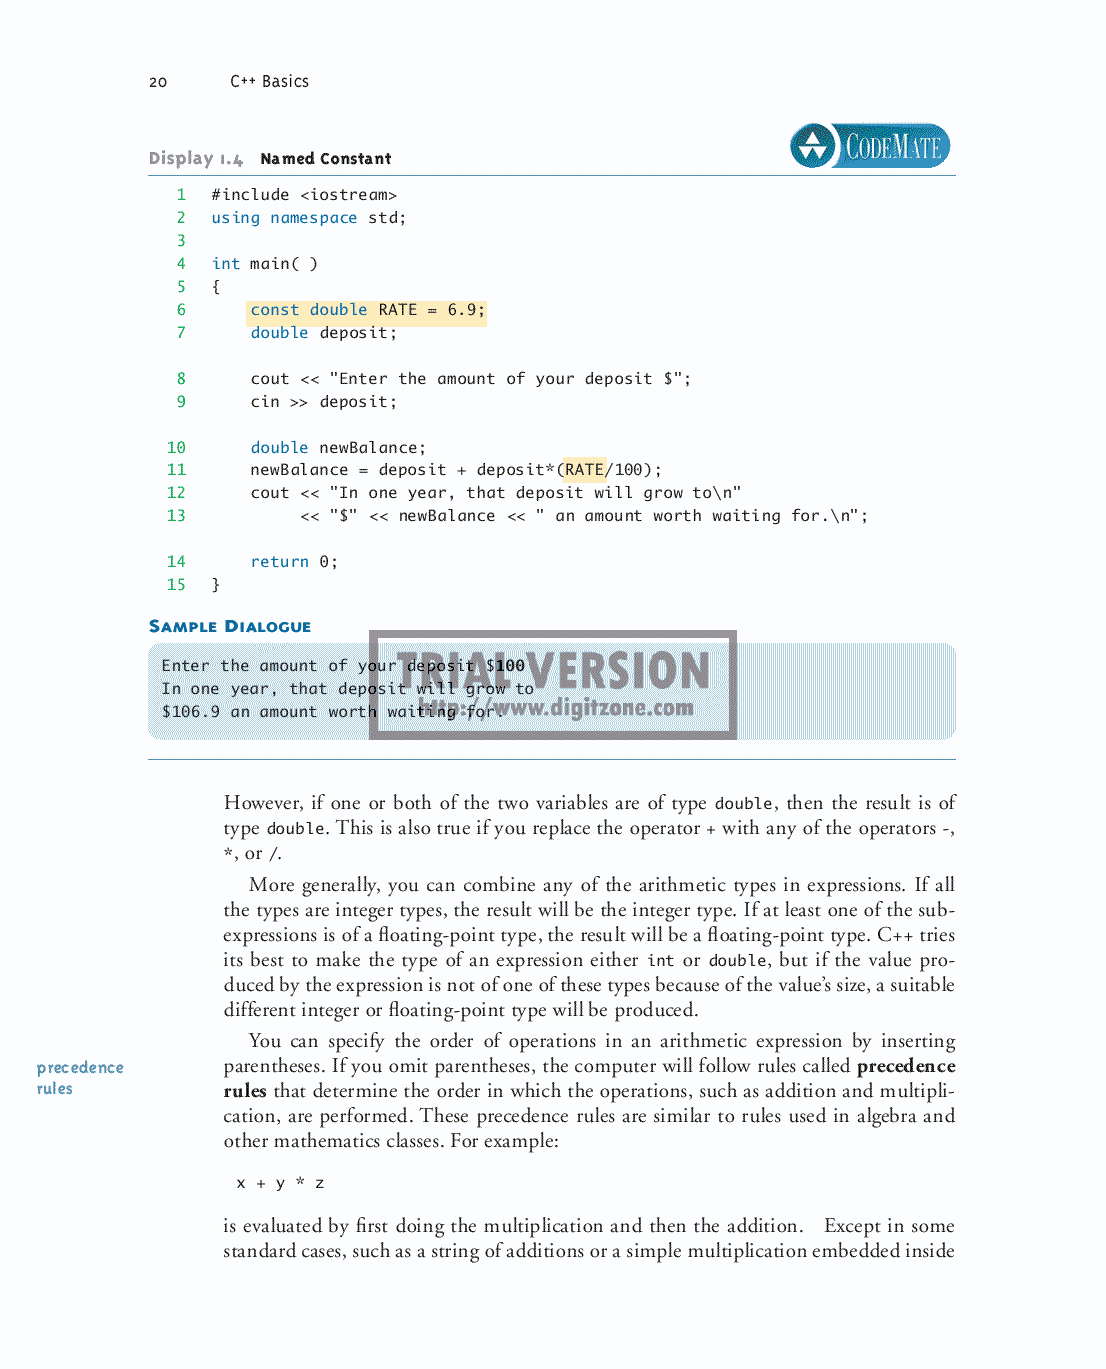 20 C++ Basics
CODEMATE
Display 1.4 Named Constant
1 #include <iostream>
2 using namespace std;
3
4 int main( )
5 {
6     const double RATE = 6.9;
7     double deposit;
8     cout << "Enter the amount of your deposit $";
9     cin >> deposit;
10     double newBalance;
11     newBalance = deposit + deposit*(RATE/100);
12     cout << "In one year, that deposit will grow to\n"
13          << "$" << newBalance << " an amount worth waiting for.\n";
14     return 0;
15 }
SAMPLE DIALOGUE
Enter the amount of your deposit $100
In one year, that deposit will grow to
$106.9 an amount worth waiting for.
TRIAL VERSION
http://www.digitzone.com
However, if one or both of the two variables are of type double, then the result is of
type double. This is also true if you replace the operator + with any of the operators -,
*, or /.
More generally, you can combine any of the arithmetic types in expressions. If all
the types are integer types, the result will be the integer type. If at least one of the sub-
expressions is of a floating-point type, the result will be a floating-point type. C++ tries
its best to make the type of an expression either int or double, but if the value pro-
duced by the expression is not of one of these types because of the value's size, a suitable
different integer or floating-point type will be produced.
You can specify the order of operations in an arithmetic expression by inserting
precedence
rules
parentheses. If you omit parentheses, the computer will follow rules called precedence
rules that determine the order in which the operations, such as addition and multipli-
cation, are performed. These precedence rules are similar to rules used in algebra and
other mathematics classes. For example:
x + y * z
is evaluated by first doing the multiplication and then the addition. Except in some
standard cases, such as a string of additions or a simple multiplication embedded inside